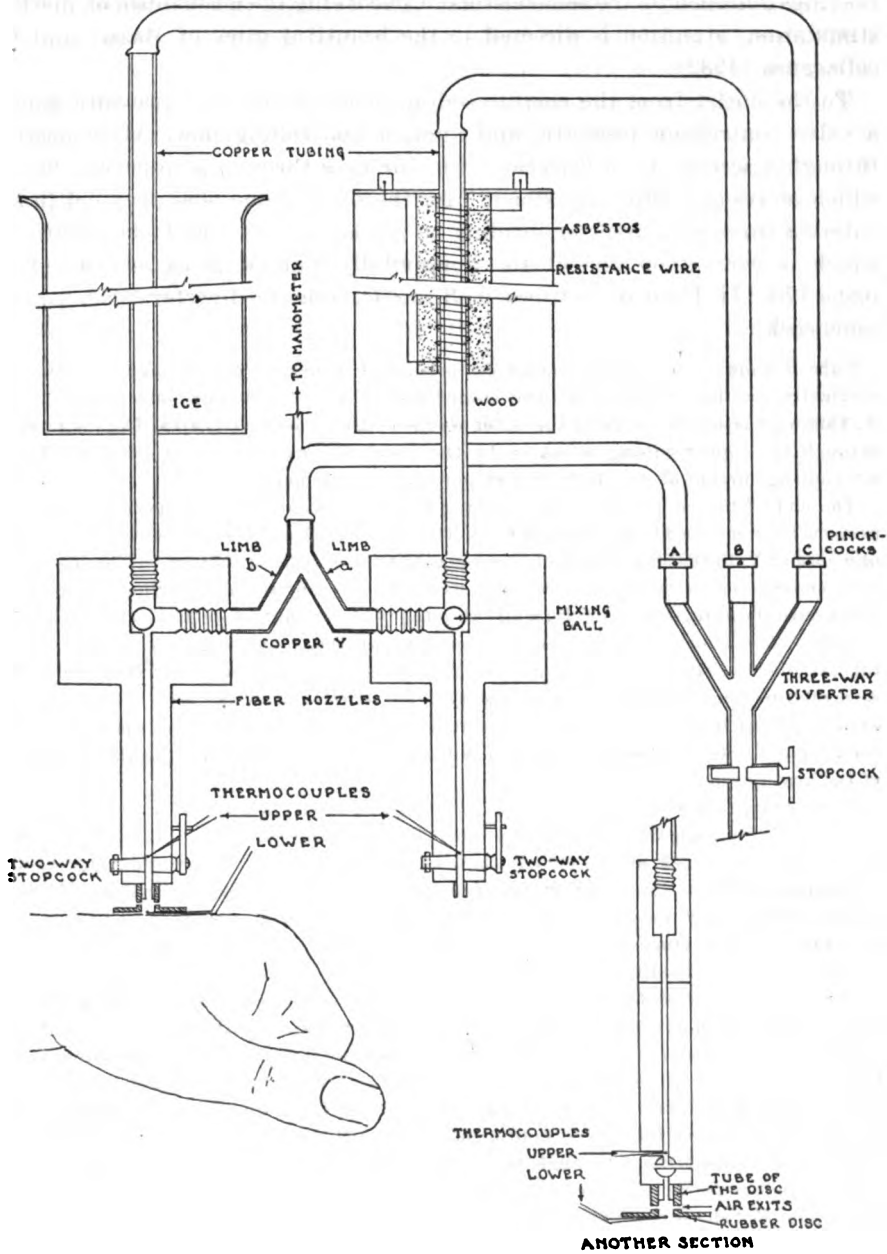 COPPER TUBING
ASBESTOS
RESISTANCE WIRE
TO MANOMETER
ICE
WOOD
LIMB
b
LIMB
a
A
B
C
PINCH-
COCKS
MIXING
BALL
COPPER Y
THREE-WAY
DIVERTER
FIBER NOZZLES
STOPCOCK
THERMOCOUPLES
UPPER
LOWER
TWO-WAY
STOPCOCK
TWO-WAY
STOPCOCK
THERMOCOUPLES
UPPER
LOWER
TUBE OF
THE DISC
AIR EXITS
RUBBER DISC
ANOTHER SECTION